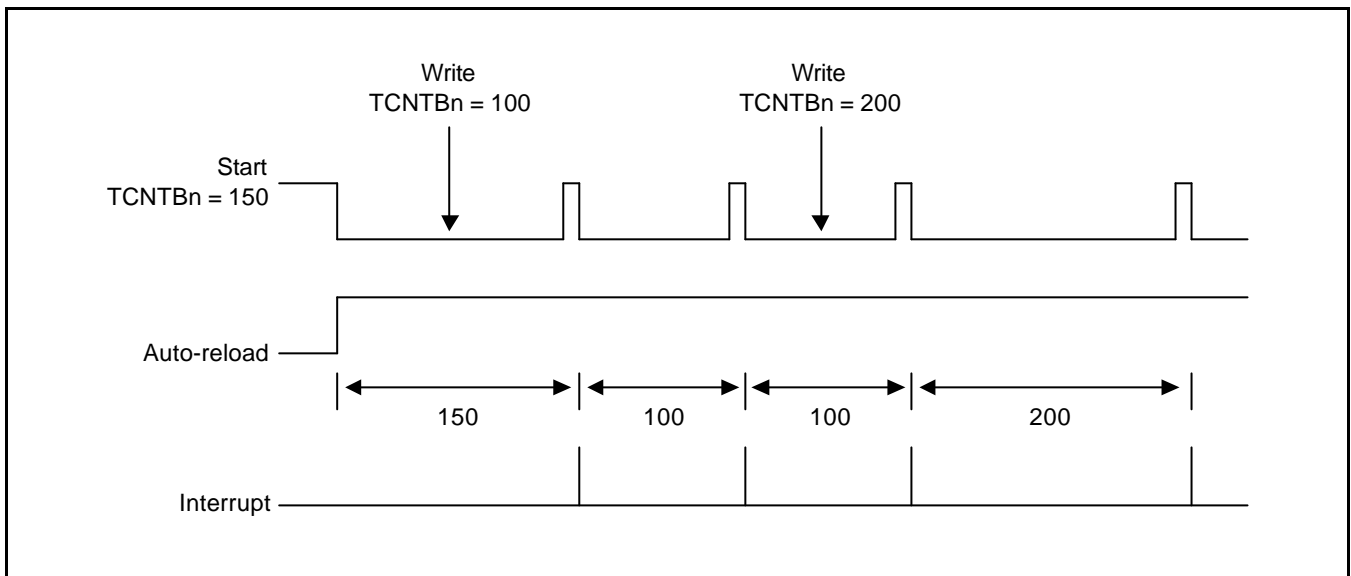 Write
TCNTBn = 100
Write
TCNTBn = 200
Start
TCNTBn = 150
Auto-reload
150
100
100
200
Interrupt